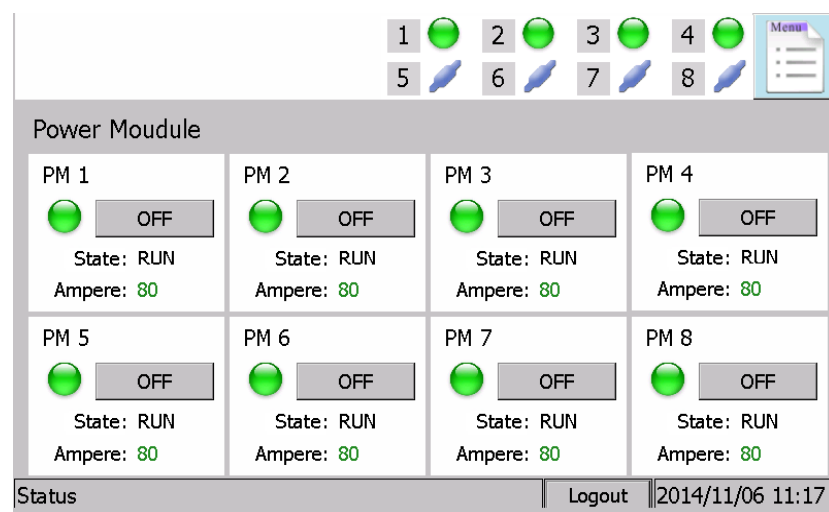 1 2 3 4 Menu
5 6 7 8
Power Moudule
PM 1 PM 2 PM 3 PM 4
OFF OFF OFF OFF
State: RUN State: RUN State: RUN State: RUN
Ampere: 80 Ampere: 80 Ampere: 80 Ampere: 80
PM 5 PM 6 PM 7 PM 8
OFF OFF OFF OFF
State: RUN State: RUN State: RUN State: RUN
Ampere: 80 Ampere: 80 Ampere: 80 Ampere: 80
Status Logout 2014/11/06 11:17